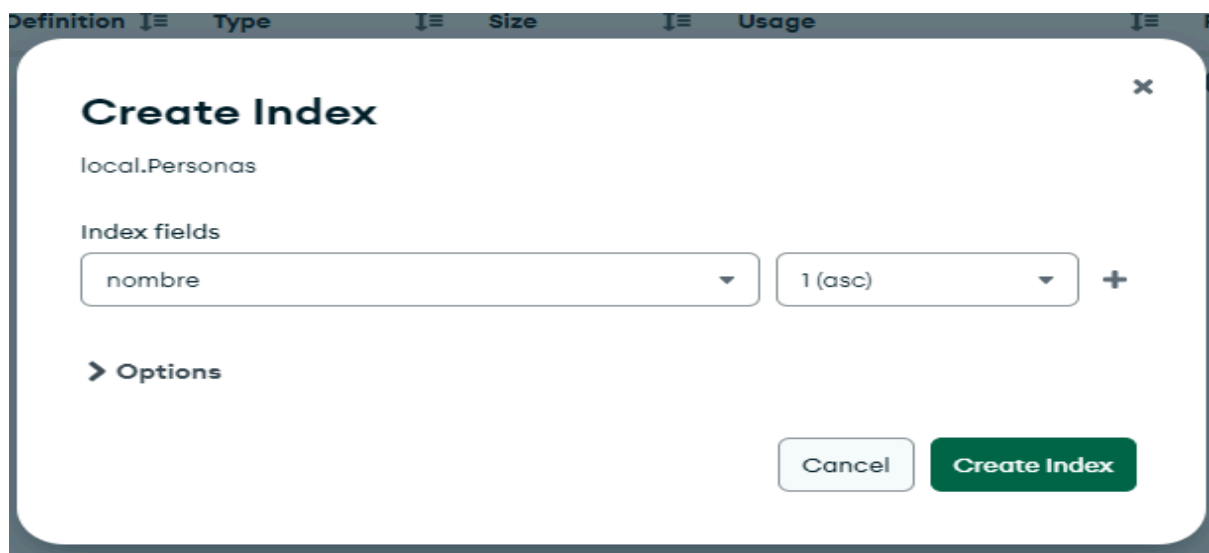 Definition Type Size Usage
Create Index
local.Personas
Index fields
nombre 1 (asc)
Options
Cancel Create Index